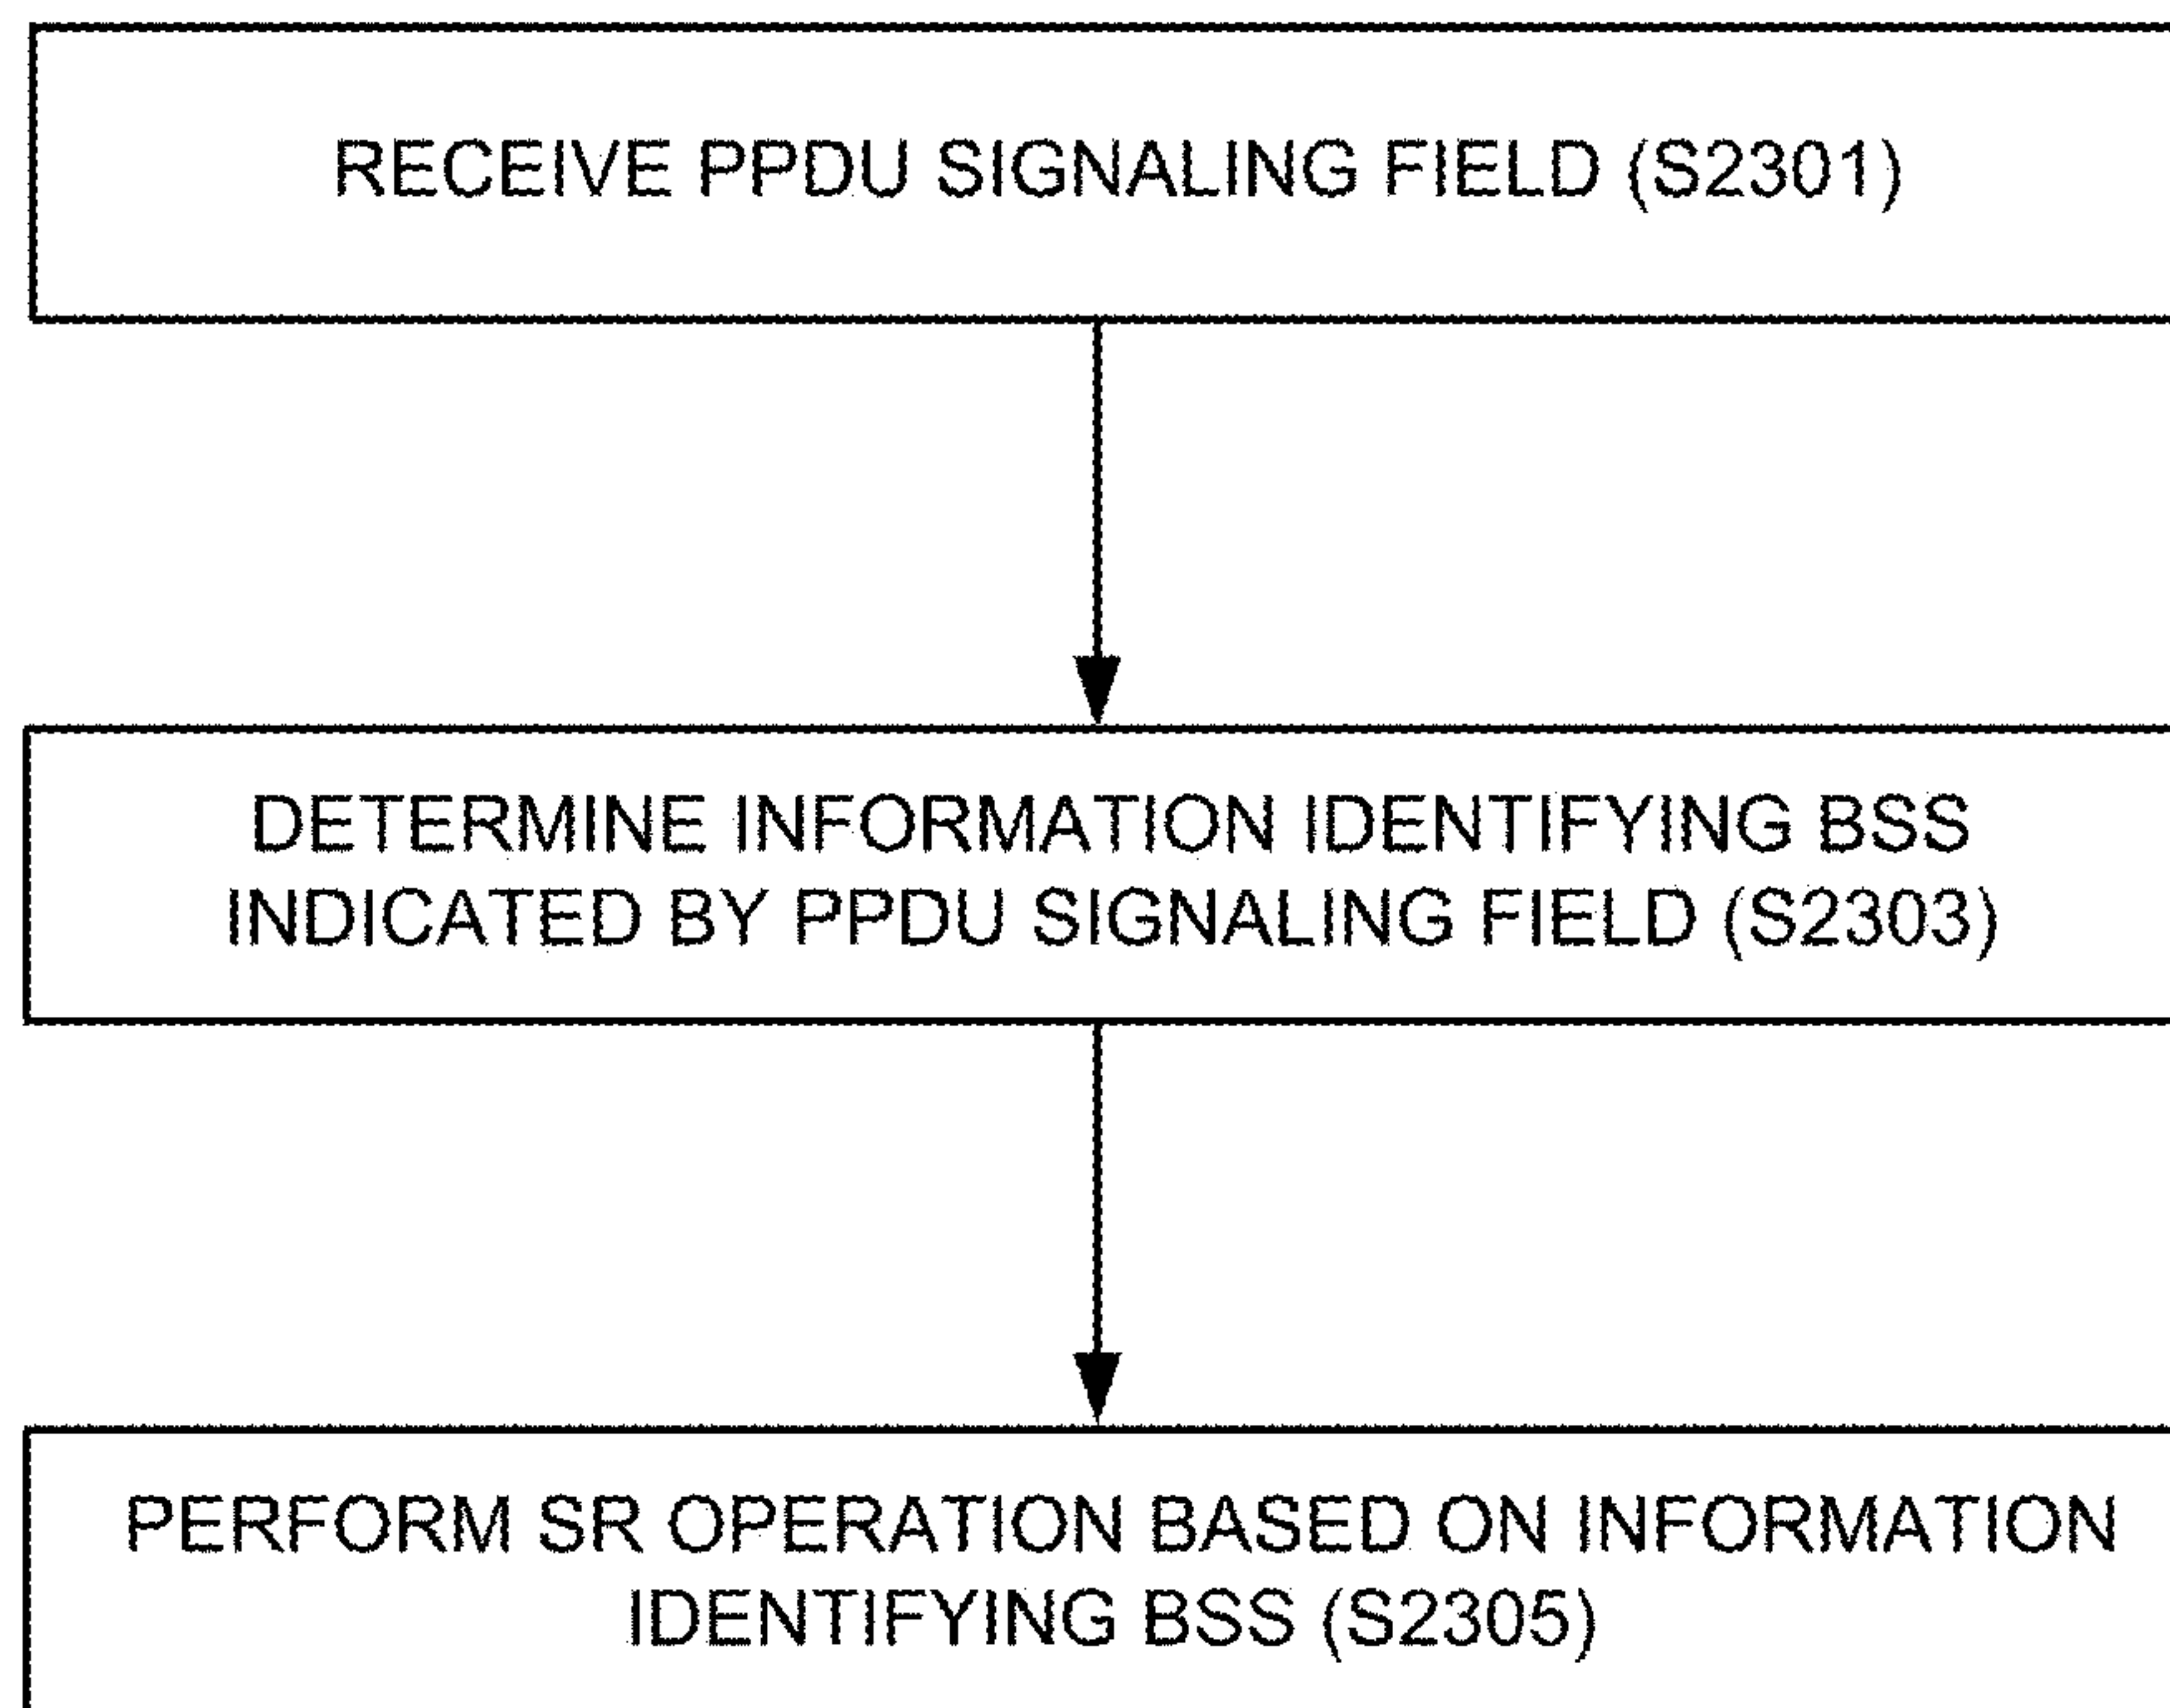 RECEIVE PPDU SIGNALING FIELD (S2301)
DETERMINE INFORMATION IDENTIFYING BSS
INDICATED BY PPDU SIGNALING FIELD (S2303)
PERFORM SR OPERATION BASED ON INFORMATION
IDENTIFYING BSS (S2305)